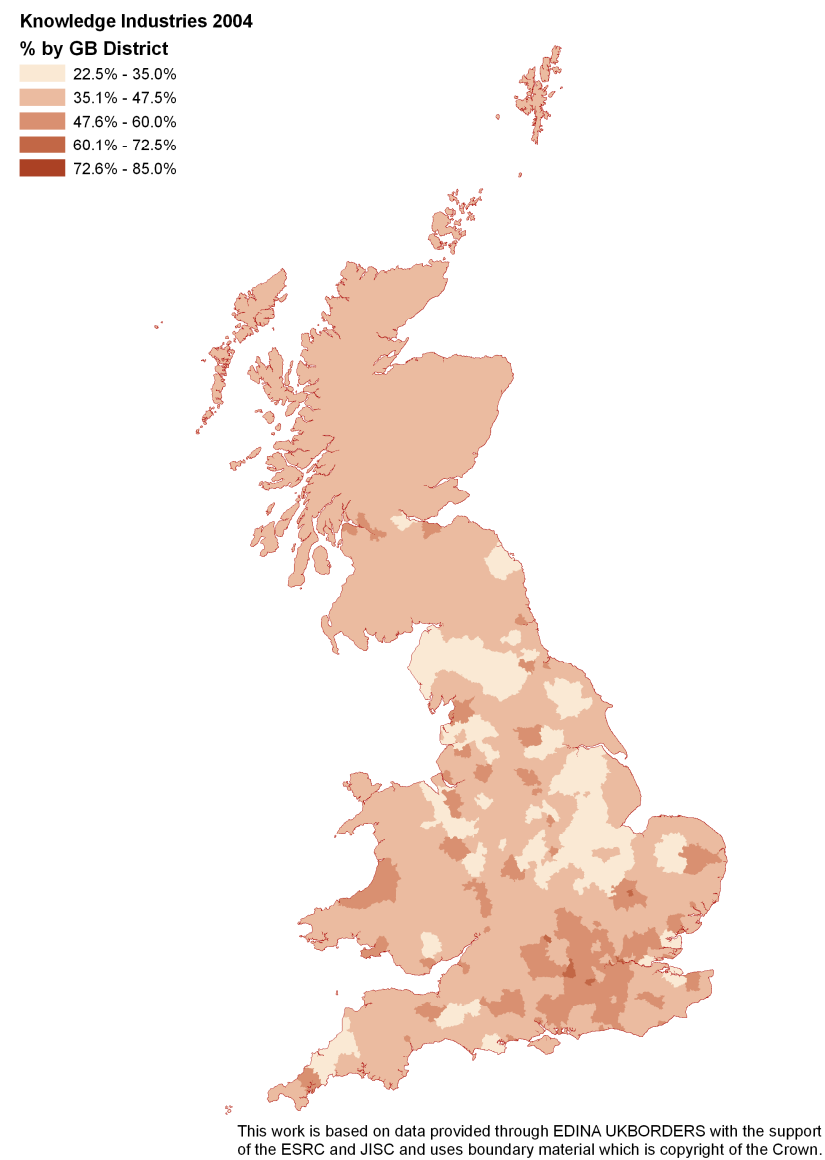 Knowledge Industries 2004
% by GB District
22.5% - 35.0%
35.1% - 47.5%
47.6% - 60.0%
60.1% - 72.5%
72.6% - 85.0%
This work is based on data provided through EDINA UKBORDERS with the support
of the ESRC and JISC and uses boundary material which is copyright of the Crown.